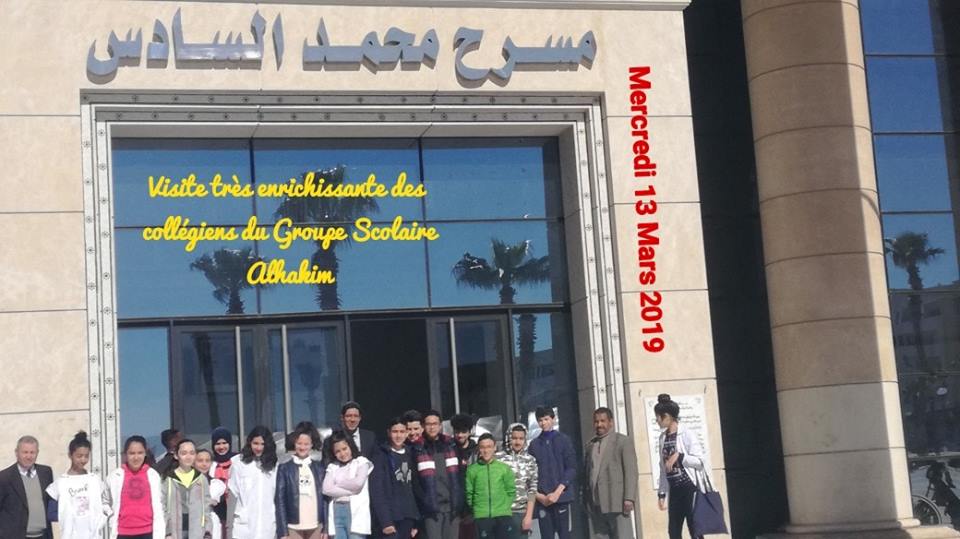 مسرح محمد السادس
Visite très enrichissante des
collégiens du Groupe Scolaire
Alhakim
Mercredi 13 Mars 2019